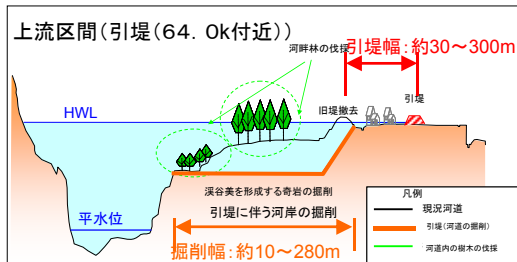 上流区間(引堤(64．0k付近))
河畔林の伐採
引堤幅：約30～300m
HWL
旧堤撤去
引堤
渓谷美を形成する奇岩の掘削
引堤に伴う河岸の掘削
平水位
掘削幅：約10～280m
凡例
現況河道
引堤(河道の掘削)
河道内の樹木の伐採